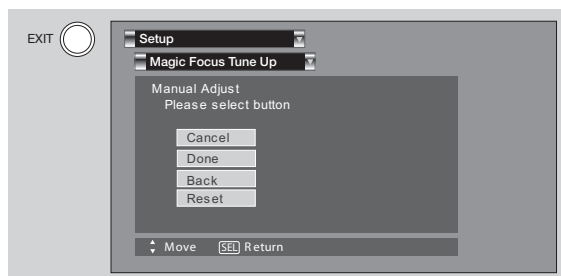 EXIT
Setup
Magic Focus Tune Up
Manual Adjust
Please select button
Cancel
Done
Back
Reset
Move SEL Return